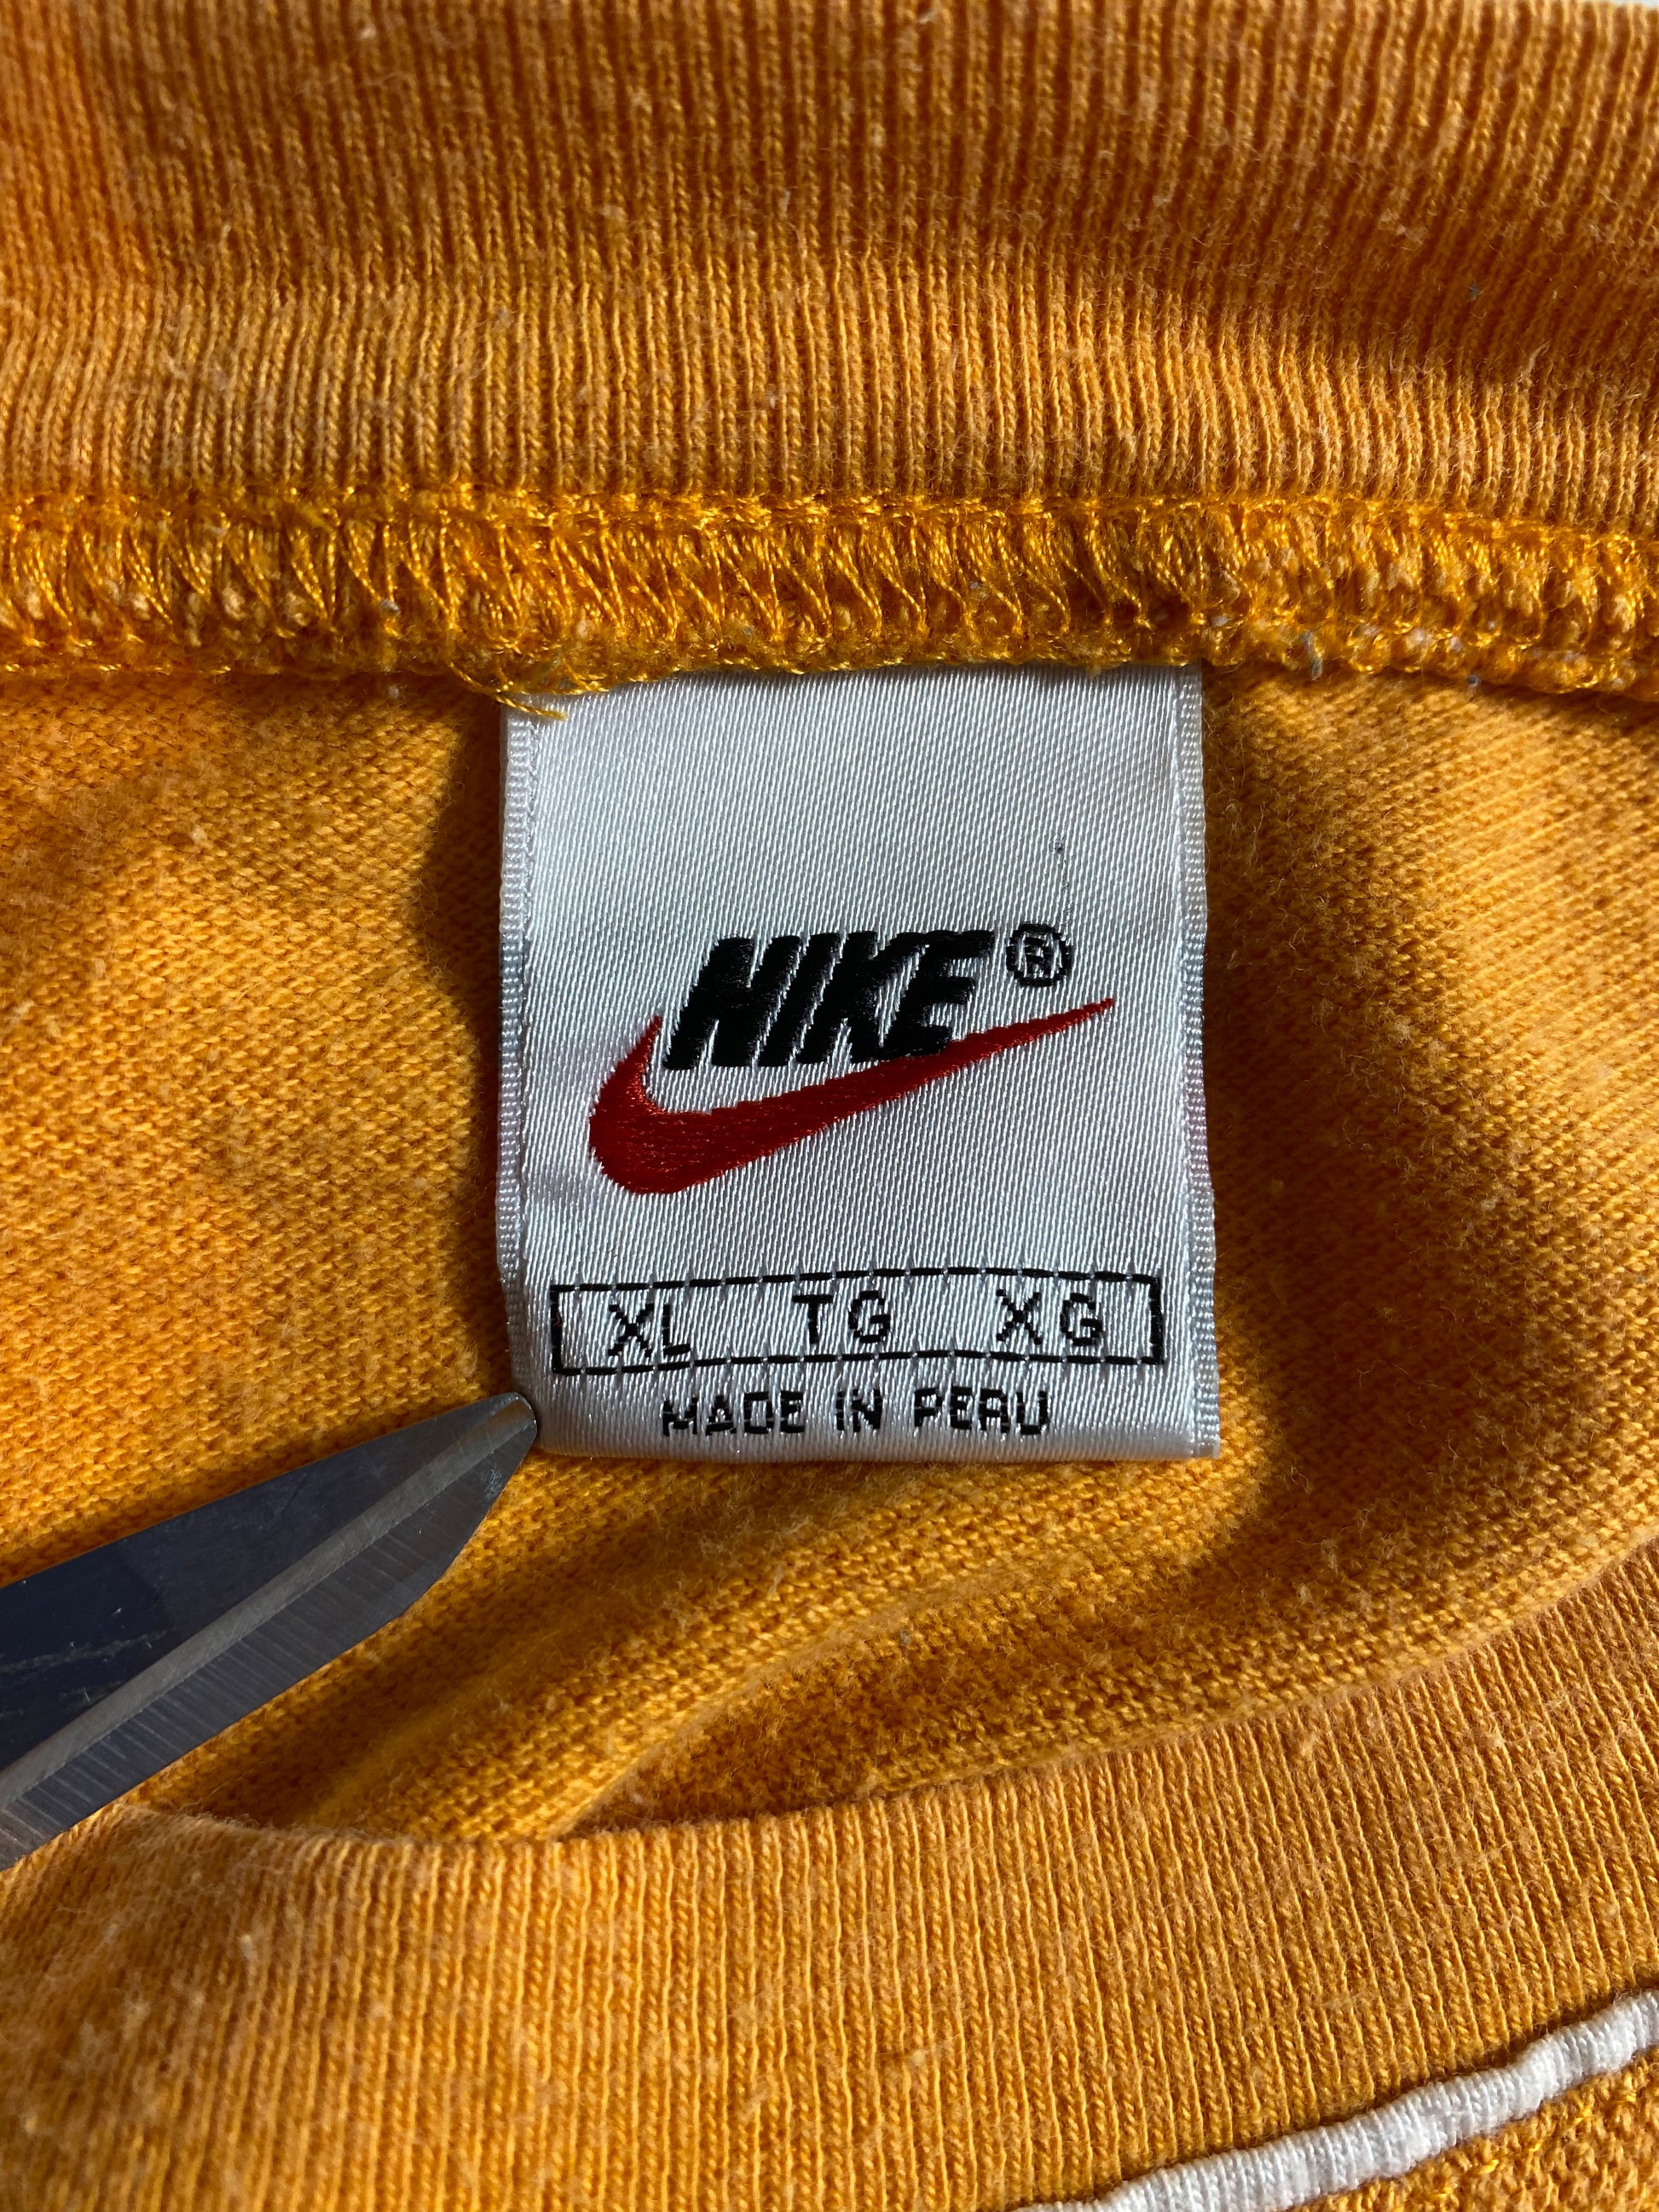 NIKE®
XL TG XG
MADE IN PERU